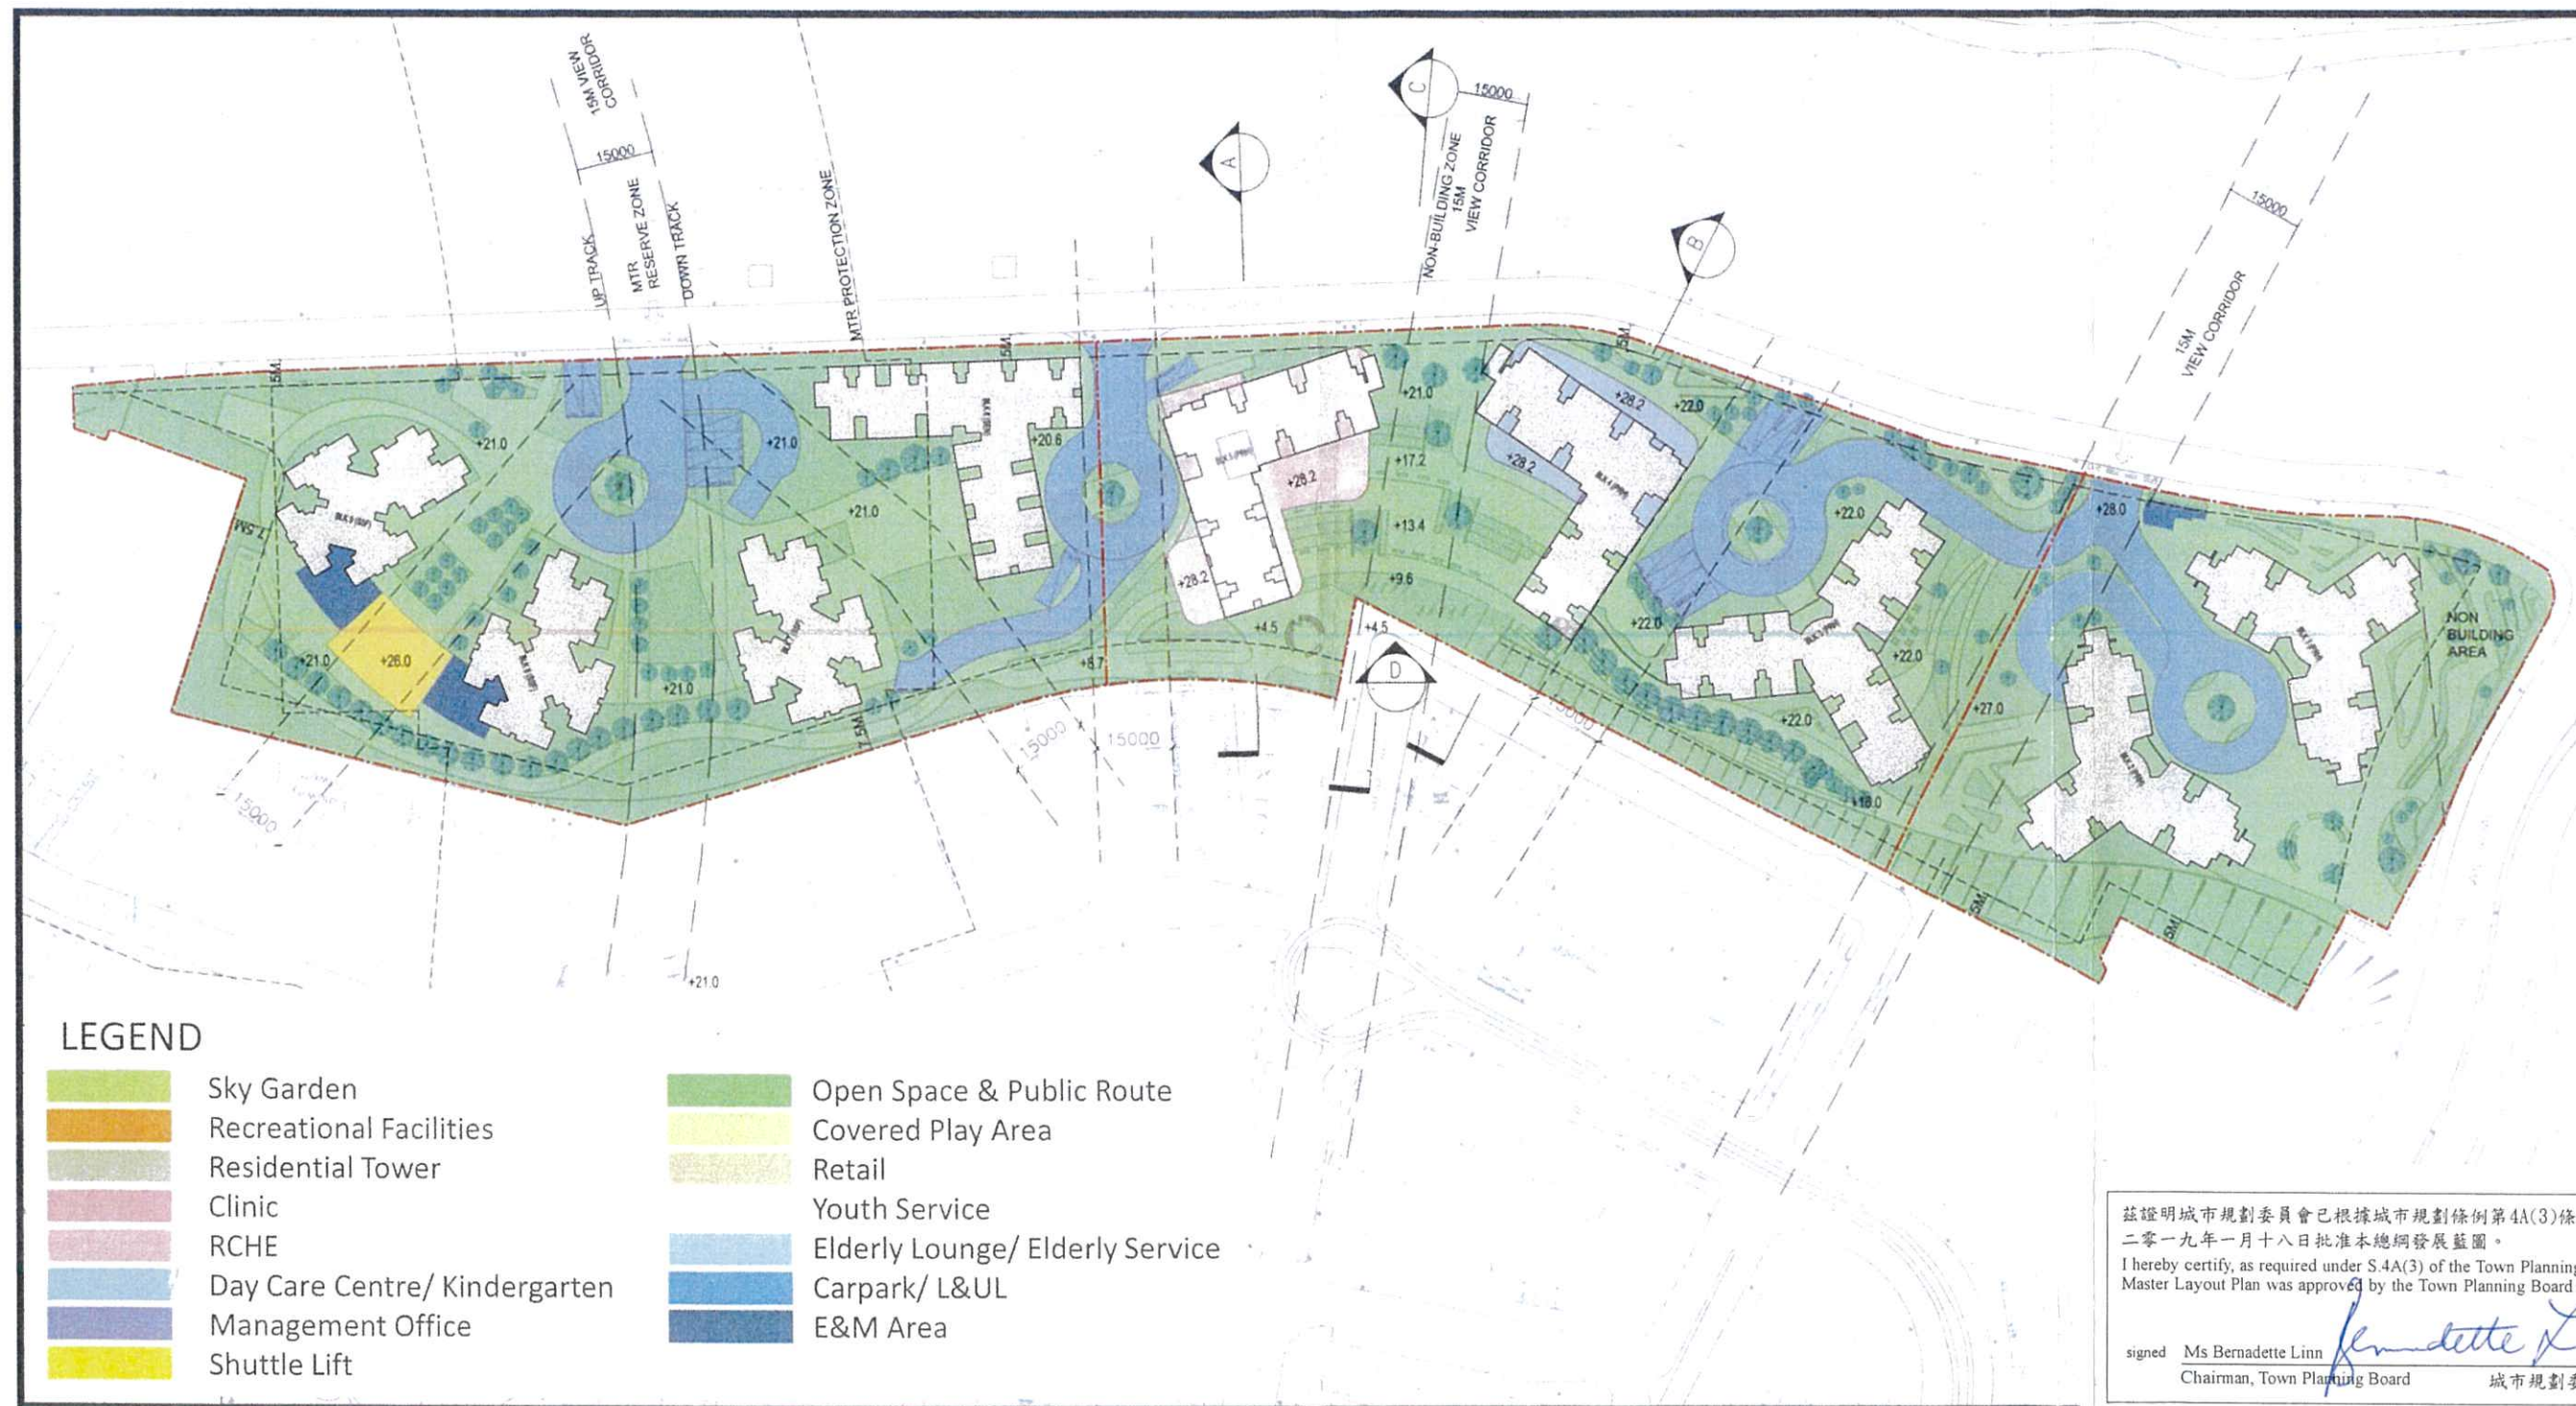 15M VIEW
CORRIDOR
15000
UP TRACK
MTR
RESERVE ZONE
DOWN TRACK
MTR PROTECTION ZONE
A
C
15000
NON-BUILDING ZONE
15M
VIEW CORRIDOR
B
15000
15M
VIEW CORRIDOR
5M
5M
5M
+21.0
+21.0
+20.6
+21.0
+28.2
+28.2
+21.0
+17.2
+13.4
+9.6
+4.5
+4.5
+28.2
+28.2
+22.0
+22.0
+28.0
+22.0
+22.0
+22.0
+27.0
+18.0
NON
BUILDING
AREA
7.5M
+21.0
+26.0
+21.0
7.5M
+8.7
D
15000
15000
15000
15000
5M
5M
+21.0
LEGEND
Sky Garden
Recreational Facilities
Residential Tower
Clinic
RCHE
Day Care Centre/ Kindergarten
Management Office
Shuttle Lift
Open Space & Public Route
Covered Play Area
Retail
Youth Service
Elderly Lounge/ Elderly Service
Carpark/ L&UL
E&M Area
茲證明城市規劃委員會已根據城市規劃條例第4A(3)條
二零一九年一月十八日批准本總綱發展藍圖。
I hereby certify, as required under S.4A(3) of the Town Planning
Master Layout Plan was approved by the Town Planning Board
signed Ms Bernadette Linn
Chairman, Town Planning Board 城市規劃委